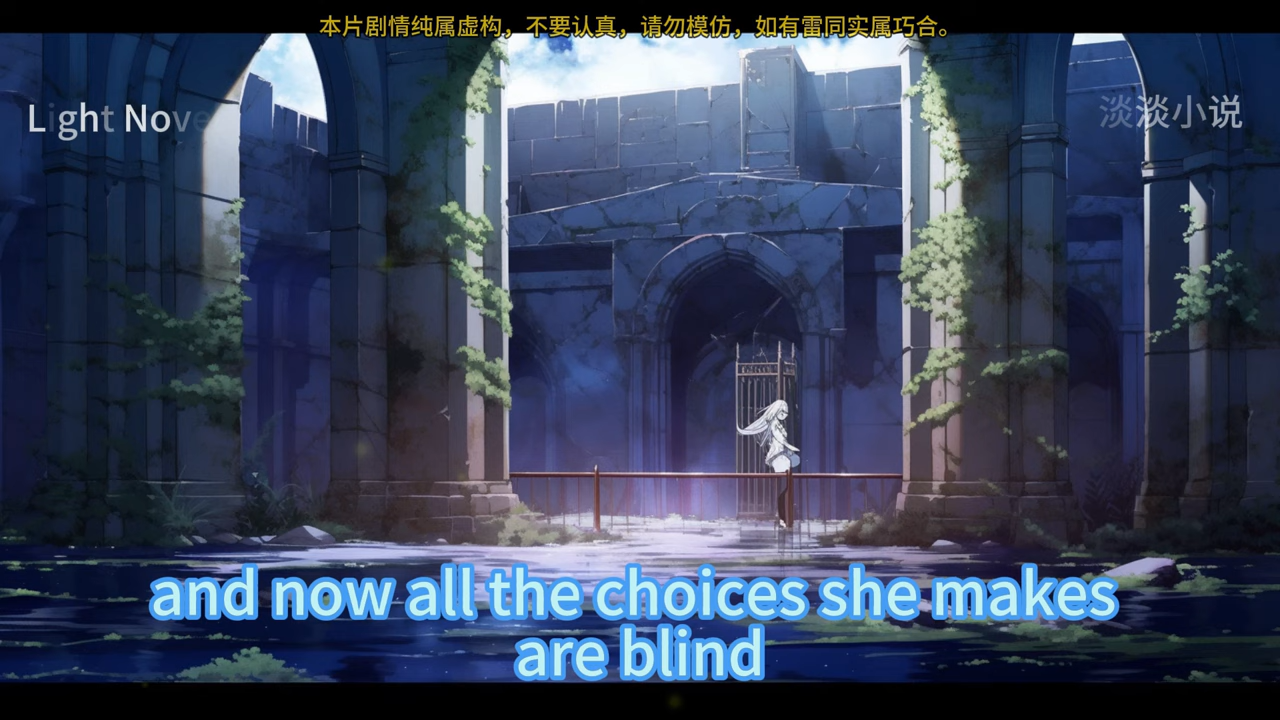 本片剧情纯属虚构，不要认真，请勿模仿，如有雷同实属巧合。
Light Nove
淡淡小说
and now all the choices she makes
are blind